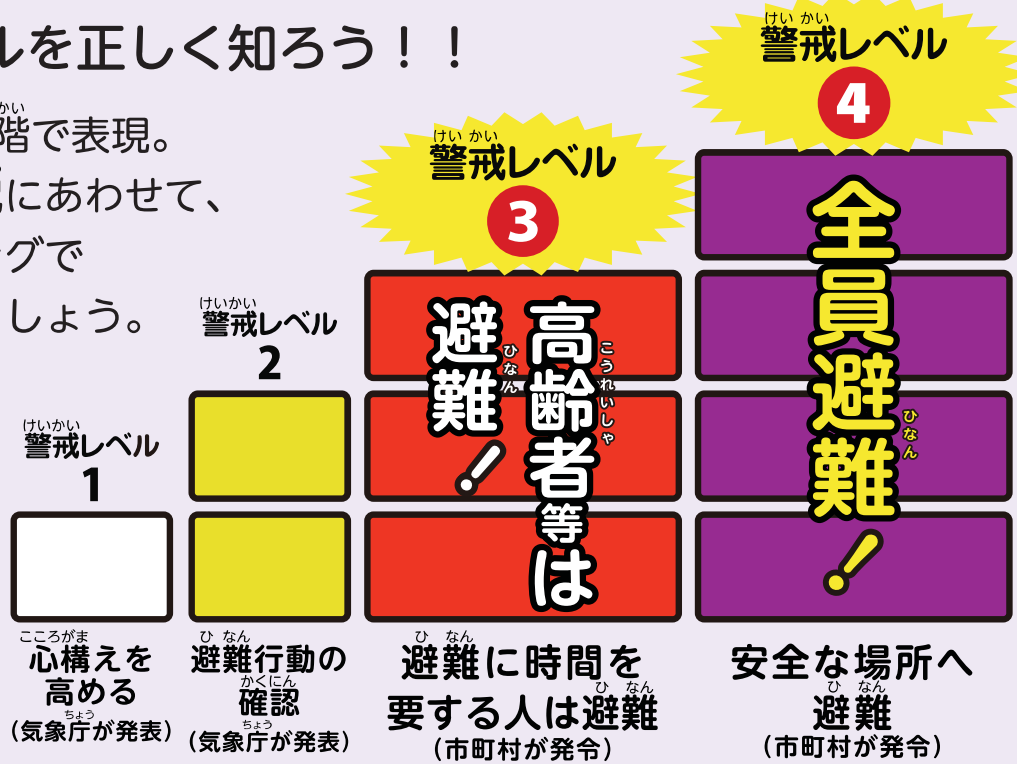 ルを正しく知ろう！！
階で表現。
にあわせて、
グで
しょう。
警戒レベル
1
心構えを
高める
（気象庁が発表）
警戒レベル
2
避難行動の
確認
（気象庁が発表）
警戒レベル
3
高齢者等は
避難！
避難に時間を
要する人は避難
（市町村が発令）
警戒レベル
4
全員避難！
安全な場所へ
避難
（市町村が発令）